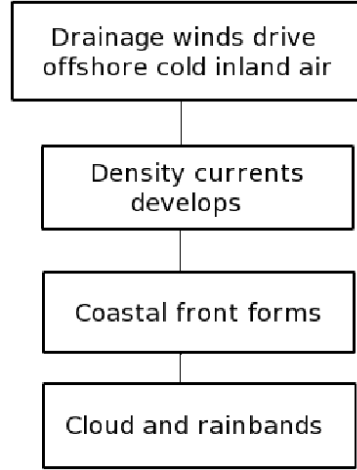 Drainage winds drive
offshore cold inland air
Density currents
develops
Coastal front forms
Cloud and rainbands